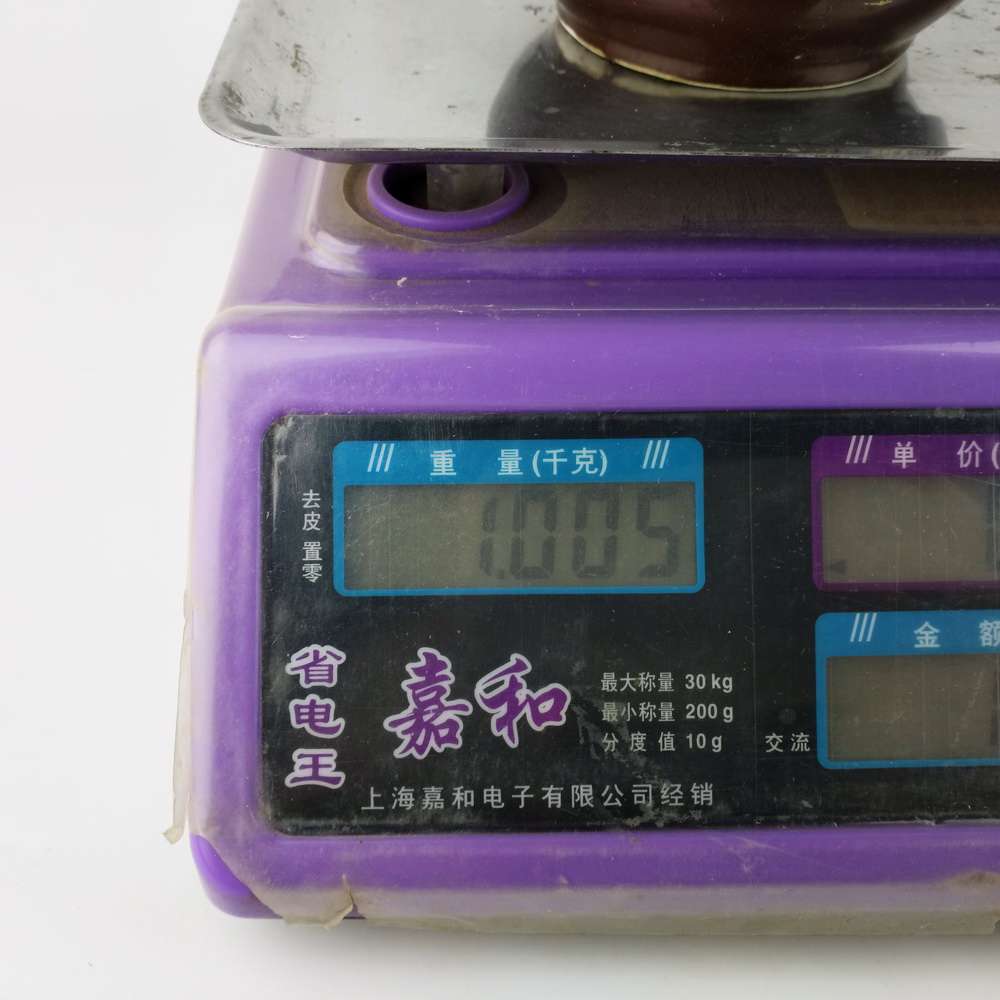 重 量(千克)
单 价(
去皮 置零
1.005
金 额
省电王
嘉和
最大称量 30kg
最小称量 200g
分 度 值 10g
交流
上海嘉和电子有限公司经销